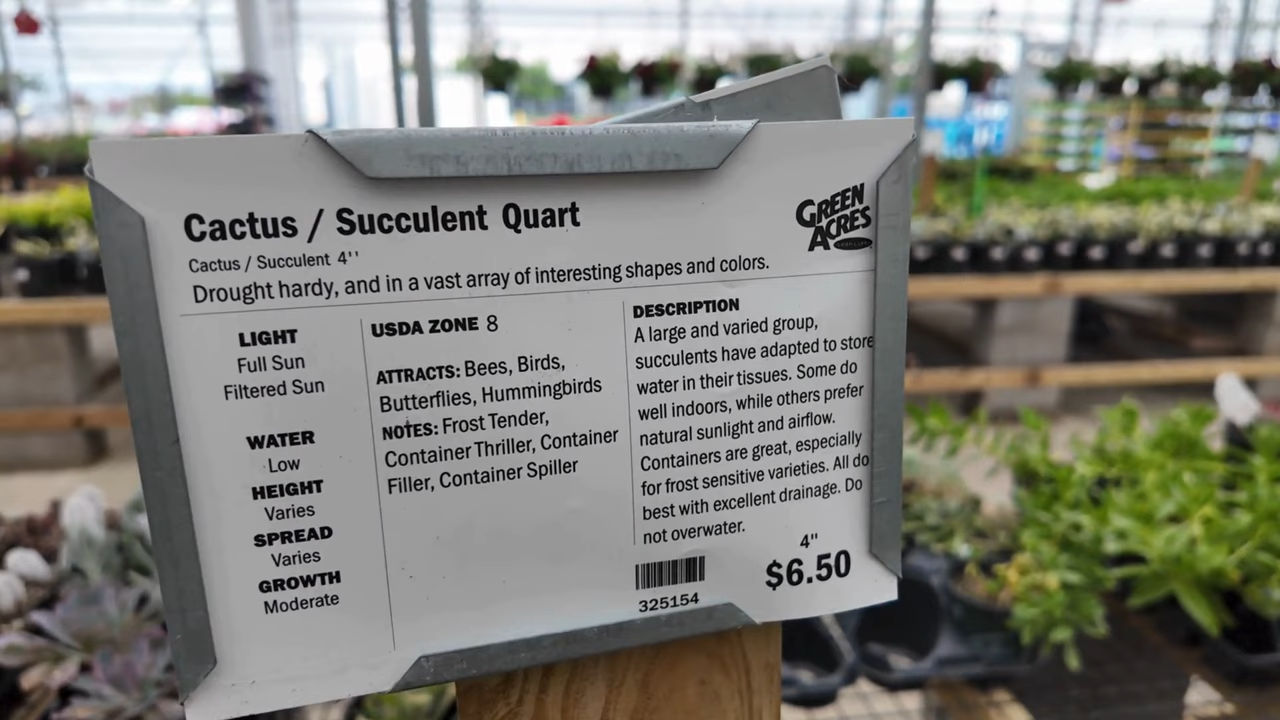 Cactus / Succulent Quart
GREEN
ACRES
Cactus / Succulent 4''
Drought hardy, and in a vast array of interesting shapes and colors.
LIGHT
Full Sun
Filtered Sun
WATER
Low
HEIGHT
Varies
SPREAD
Varies
GROWTH
Moderate
USDA ZONE 8
ATTRACTS: Bees, Birds,
Butterflies, Hummingbirds
NOTES: Frost Tender,
Container Thriller, Container
Filler, Container Spiller
DESCRIPTION
A large and varied group,
succulents have adapted to store
water in their tissues. Some do
well indoors, while others prefer
natural sunlight and airflow.
Containers are great, especially
for frost sensitive varieties. All do
best with excellent drainage. Do
not overwater.
325154
4"
$6.50